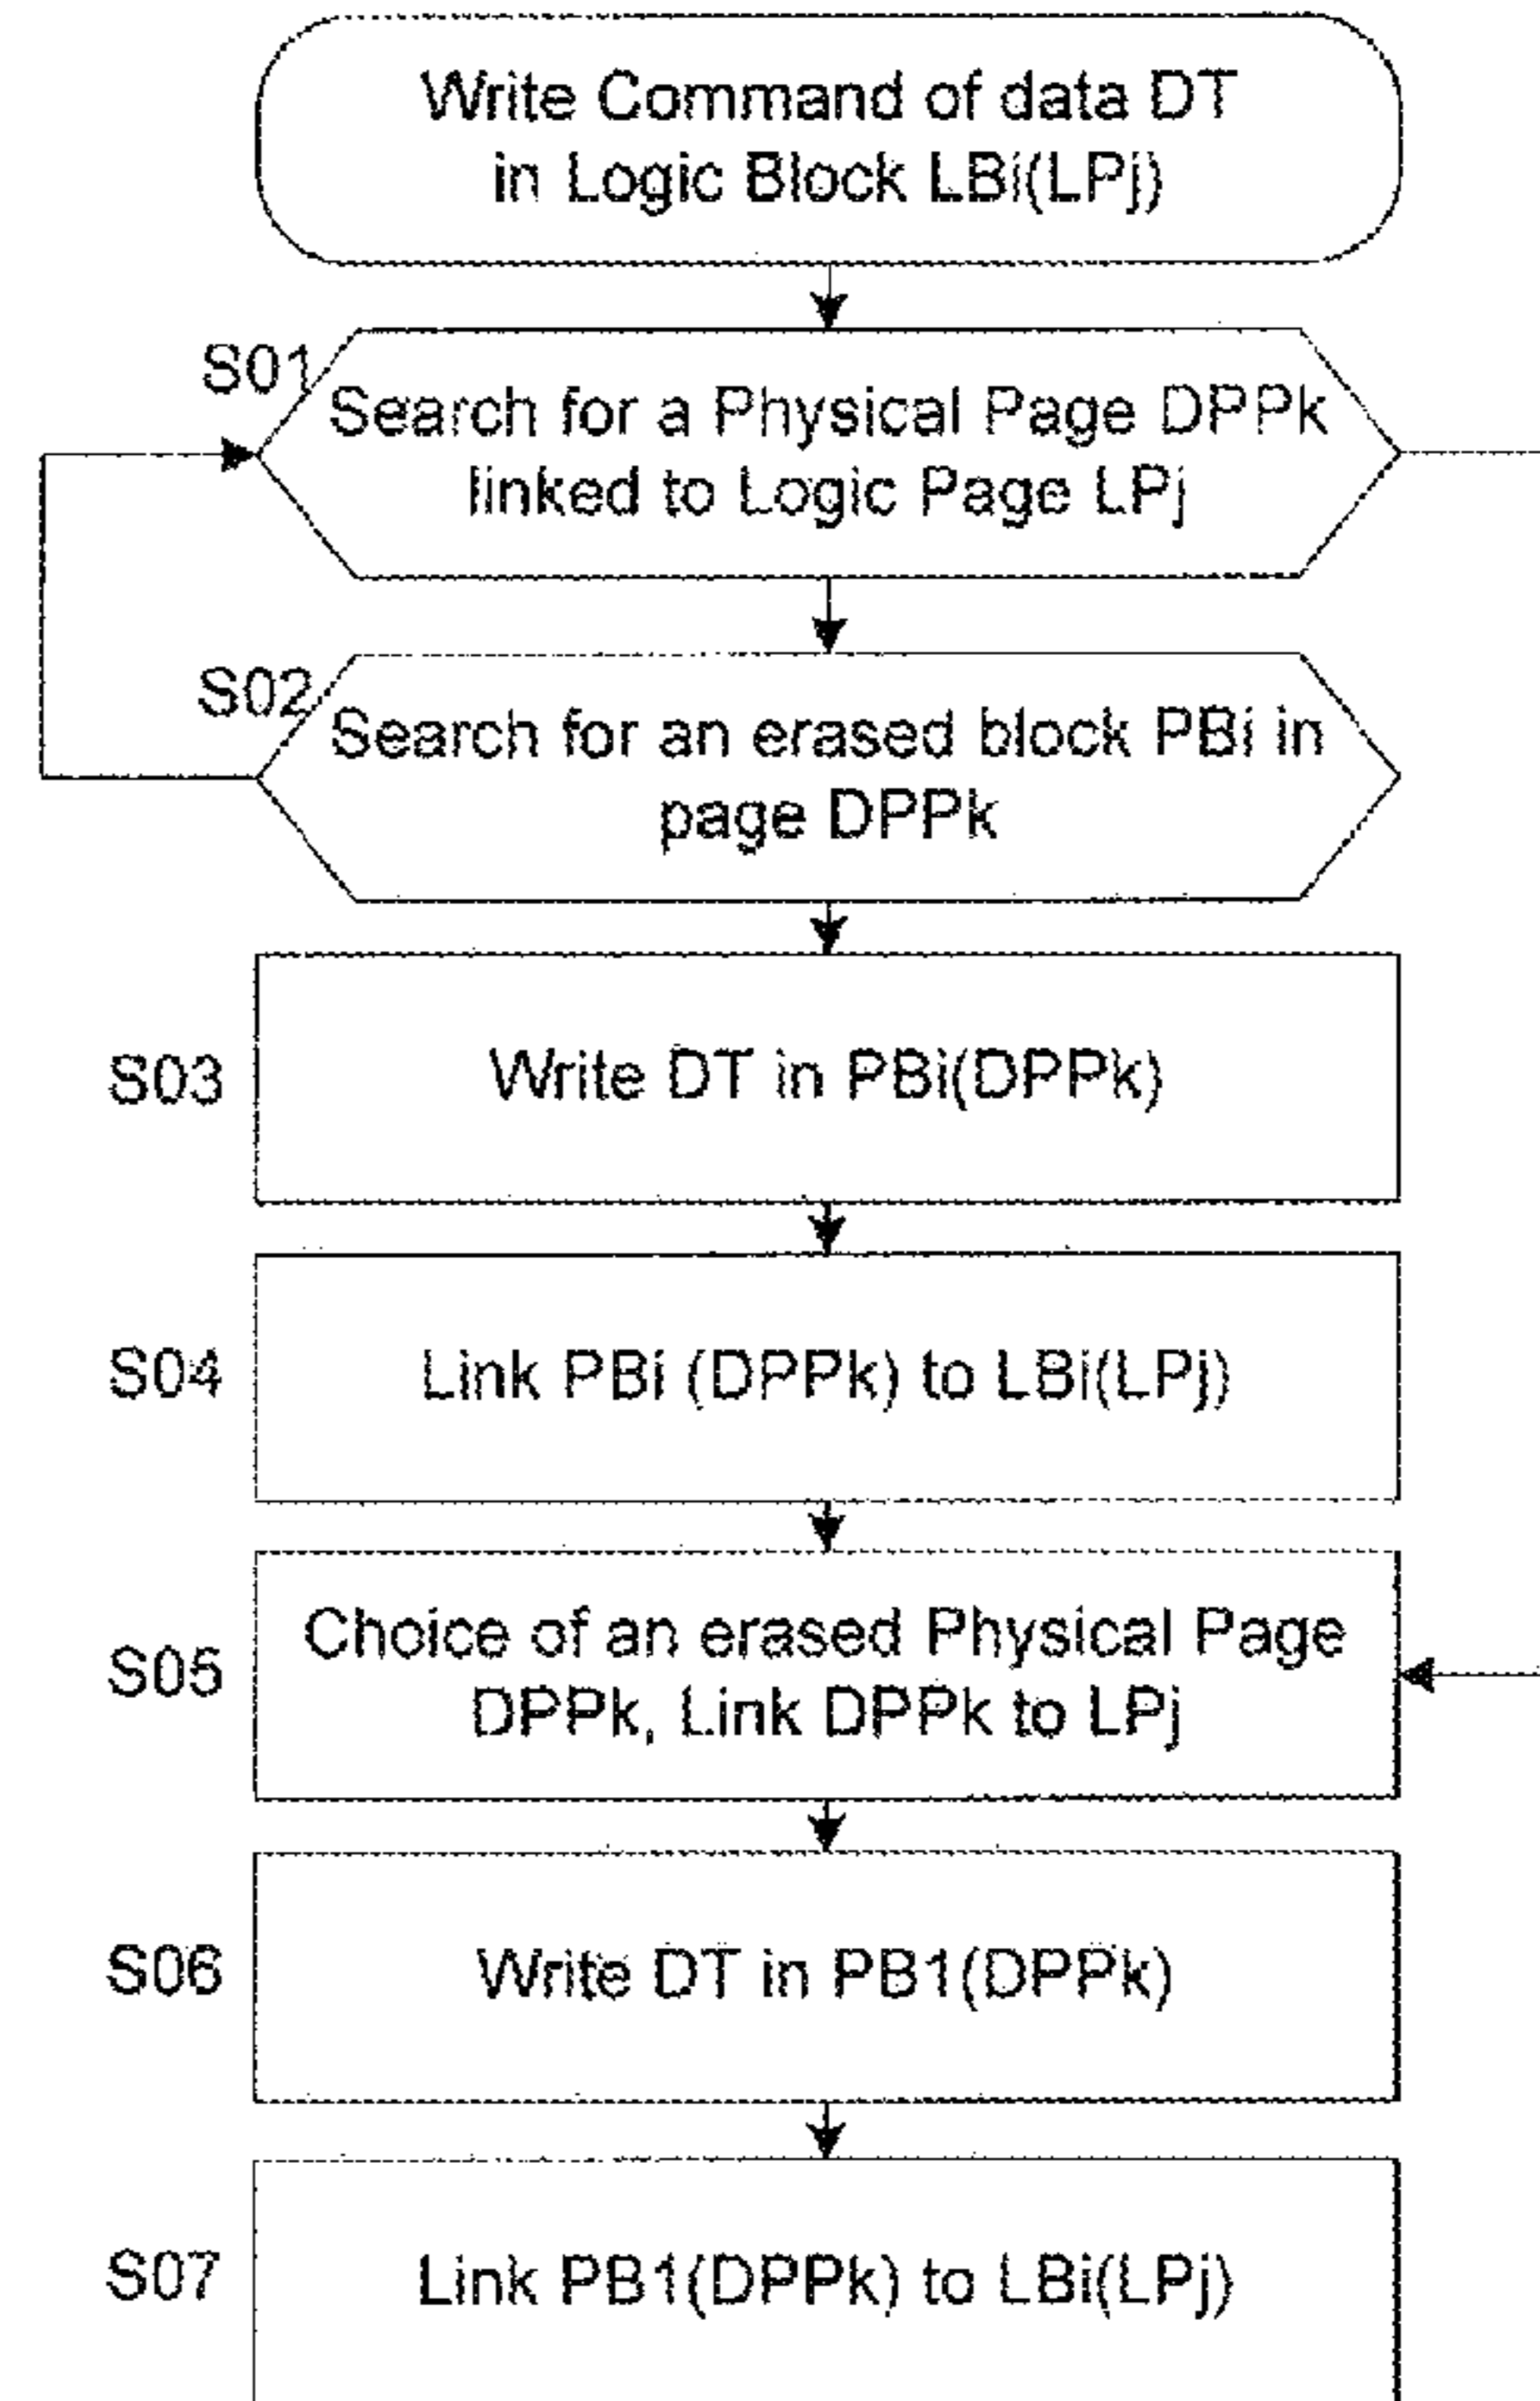 Write Command of data DT
in Logic Block LBi(LPj)
S01
Search for a Physical Page DPPk
linked to Logic Page LPj
S02
Search for an erased block PBi in
page DPPk
S03
Write DT in PBi(DPPk)
S04
Link PBi (DPPk) to LBi(LPj)
S05
Choice of an erased Physical Page
DPPk, Link DPPk to LPj
S06
Write DT in PB1(DPPk)
S07
Link PB1(DPPk) to LBi(LPj)